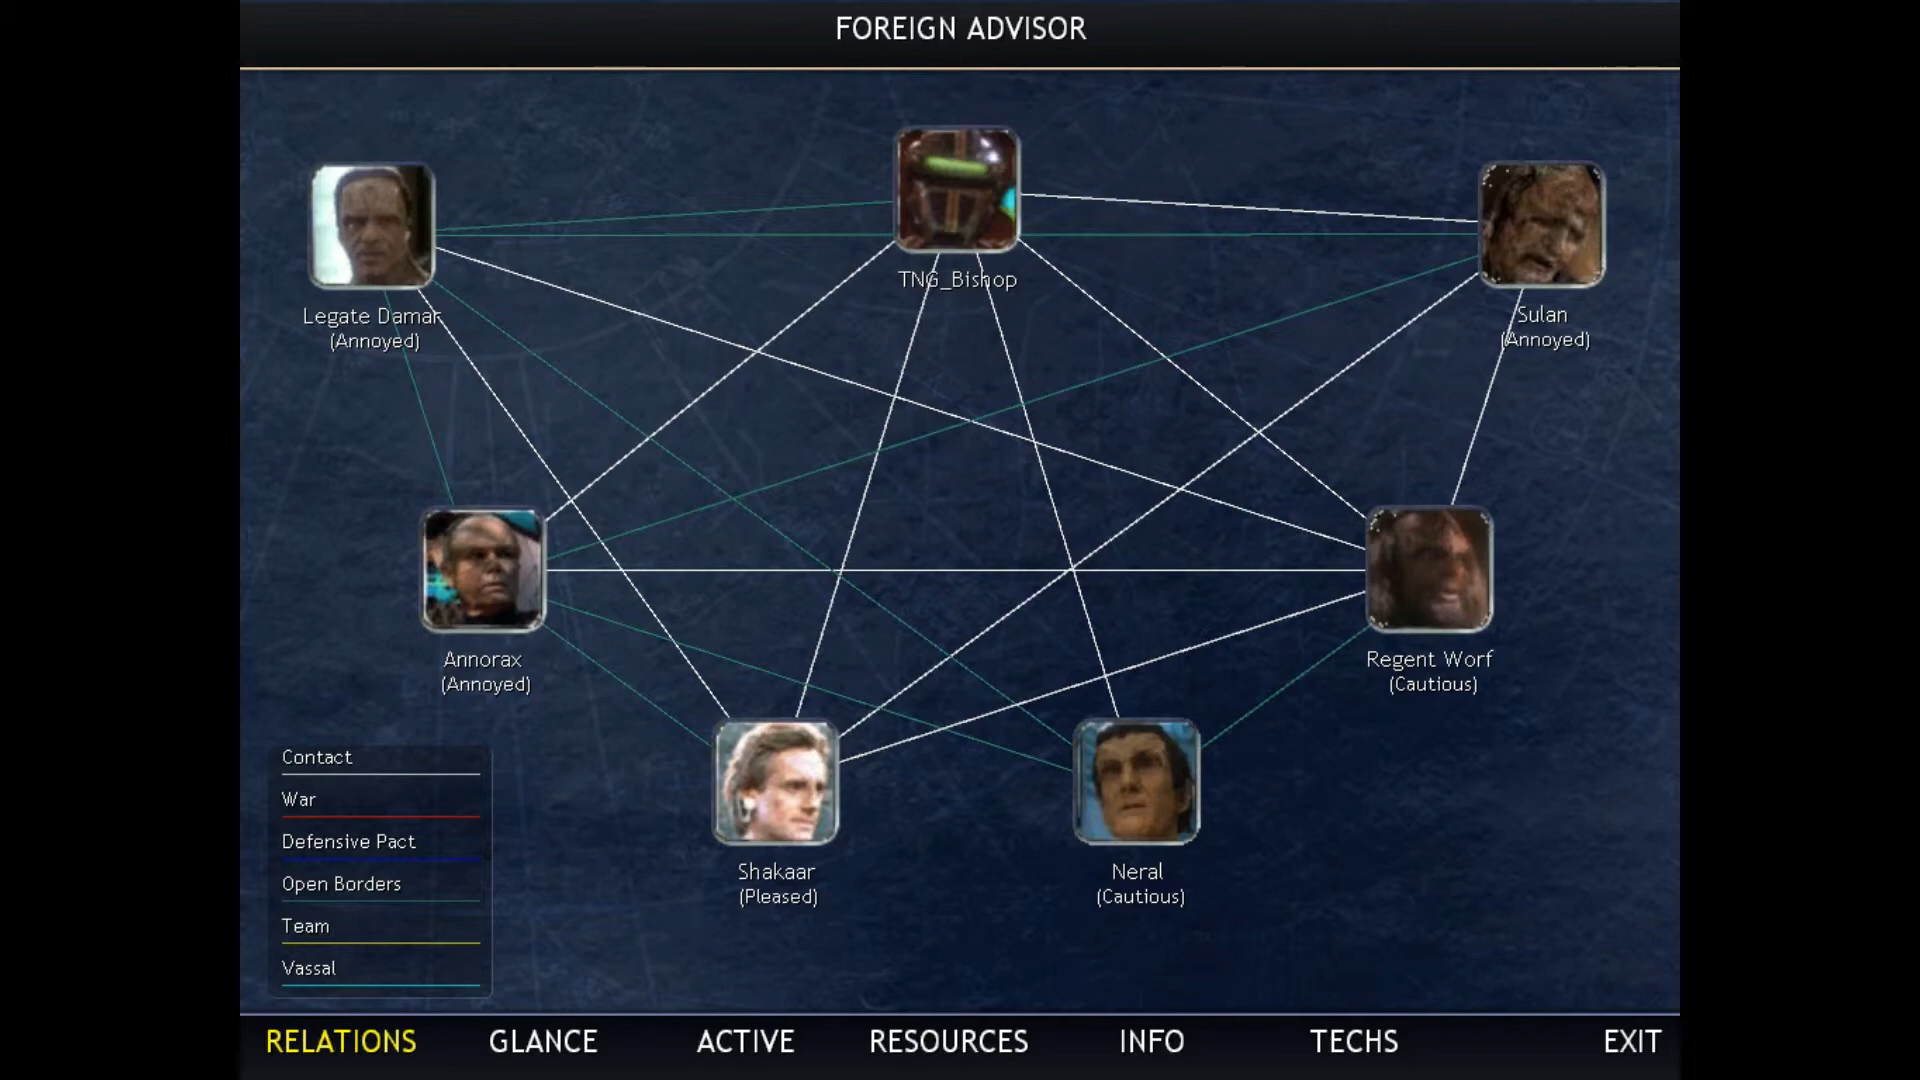 FOREIGN ADVISOR
TNG_Bishop
Legate Damar
(Annoyed)
Sulan
(Annoyed)
Annorax
(Annoyed)
Regent Worf
(Cautious)
Shakaar
(Pleased)
Neral
(Cautious)
Contact
War
Defensive Pact
Open Borders
Team
Vassal
RELATIONS GLANCE ACTIVE RESOURCES INFO TECHS EXIT